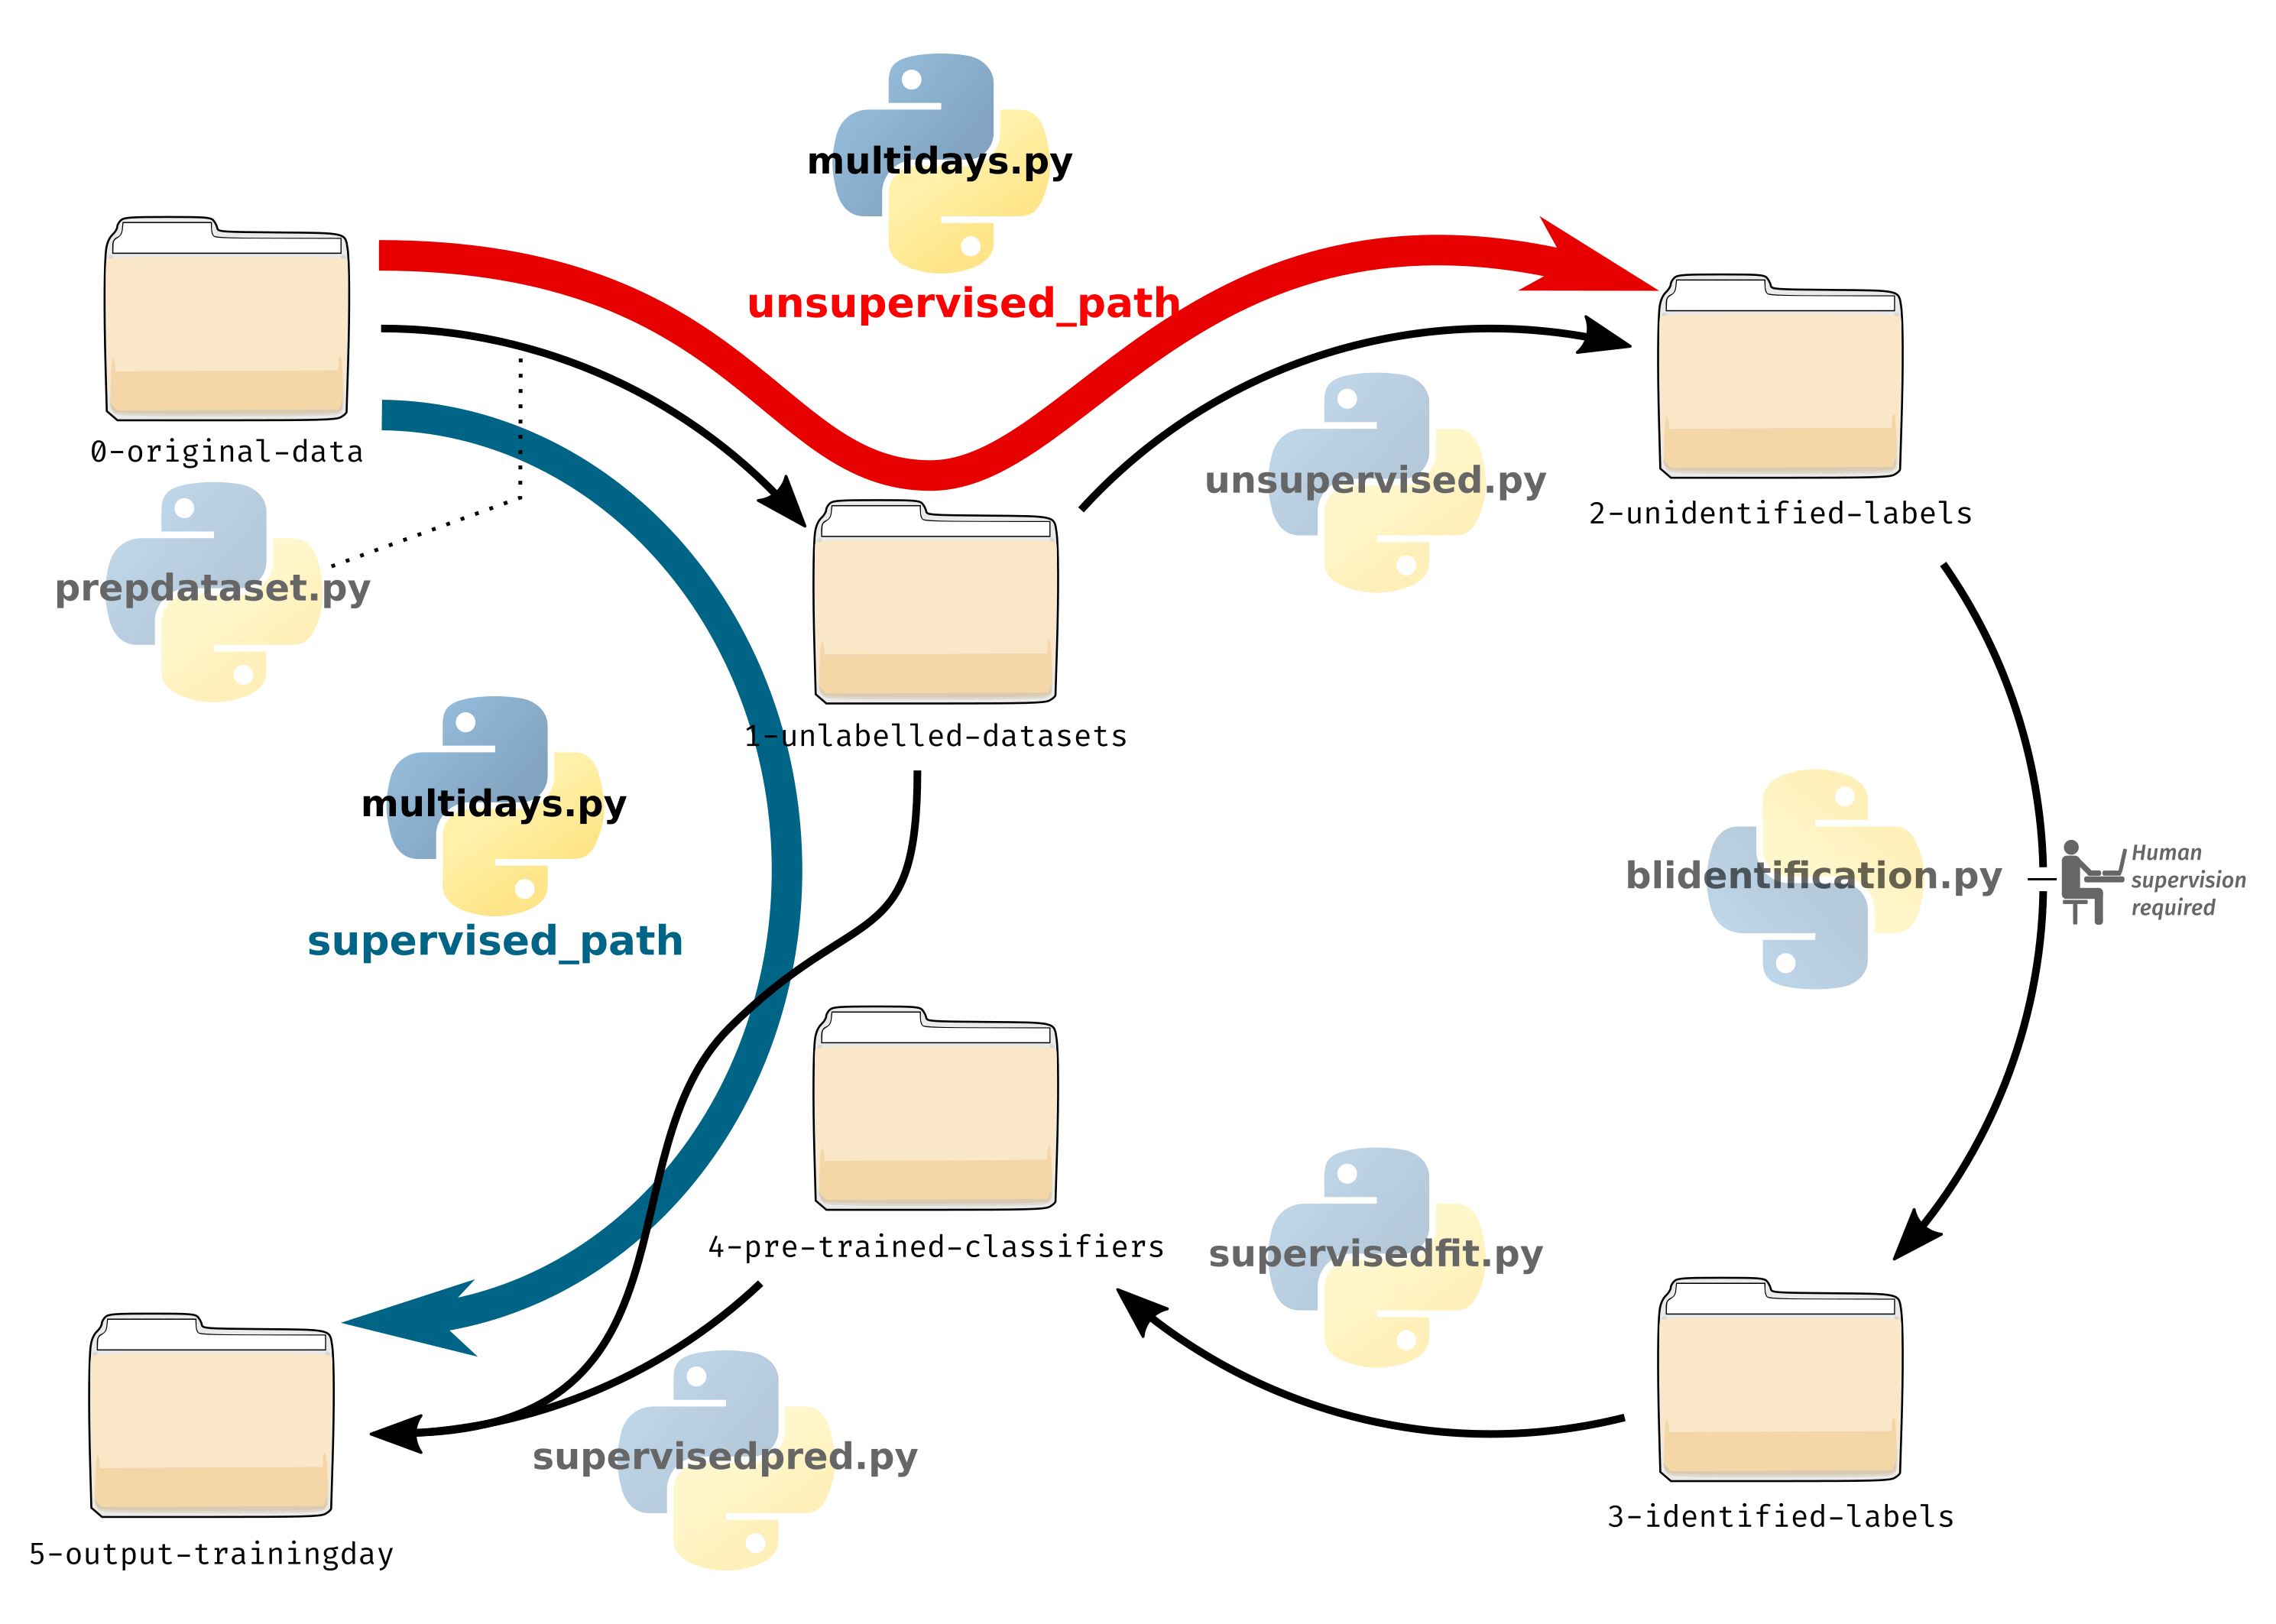 multidays.py
unsupervised_path
0-original-data
unsupervised.py
2-unidentified-labels
prepdataset.py
1-unlabelled-datasets
multidays.py
supervised_path
blidentification.py
Human
supervision
required
4-pre-trained-classifiers
supervisedfit.py
supervisedpred.py
3-identified-labels
5-output-trainingday